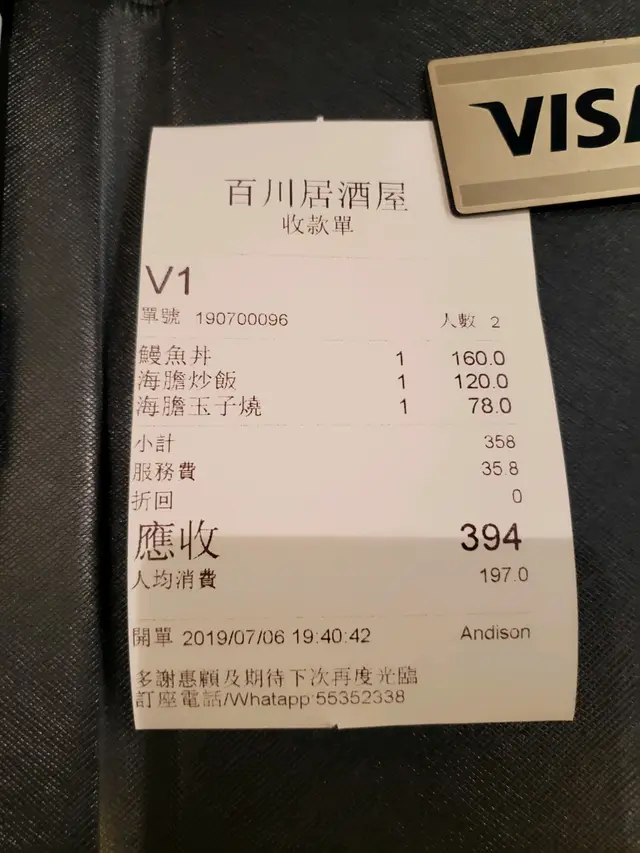 VISA
百川居酒屋
收款單
V1
單號 190700096 人數 2
鰻魚丼 1 160.0
海膽炒飯 1 120.0
海膽玉子燒 1 78.0
小計 358
服務費 35.8
折回 0
應收 394
人均消費 197.0
開單 2019/07/06 19:40:42 Andison
多謝惠顧及期待下次再度光臨
訂座電話/Whatapp 55352338